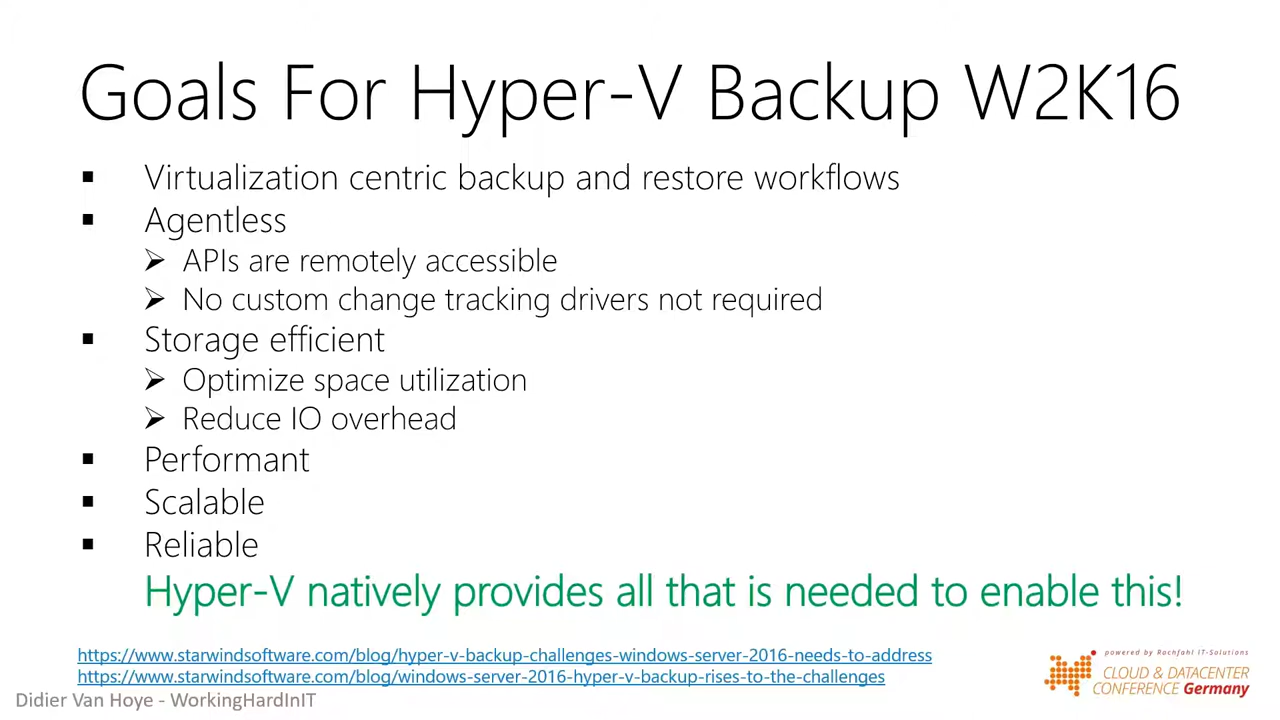 Goals For Hyper-V Backup W2K16
▪ Virtualization centric backup and restore workflows
▪ Agentless
➢ APIs are remotely accessible
➢ No custom change tracking drivers not required
▪ Storage efficient
➢ Optimize space utilization
➢ Reduce IO overhead
▪ Performant
▪ Scalable
▪ Reliable
Hyper-V natively provides all that is needed to enable this!
https://www.starwindsoftware.com/blog/hyper-v-backup-challenges-windows-server-2016-needs-to-address
https://www.starwindsoftware.com/blog/windows-server-2016-hyper-v-backup-rises-to-the-challenges
Didier Van Hoye - WorkingHardInIT
powered by Rachfahl IT-Solutions
CLOUD & DATACENTER
CONFERENCE Germany